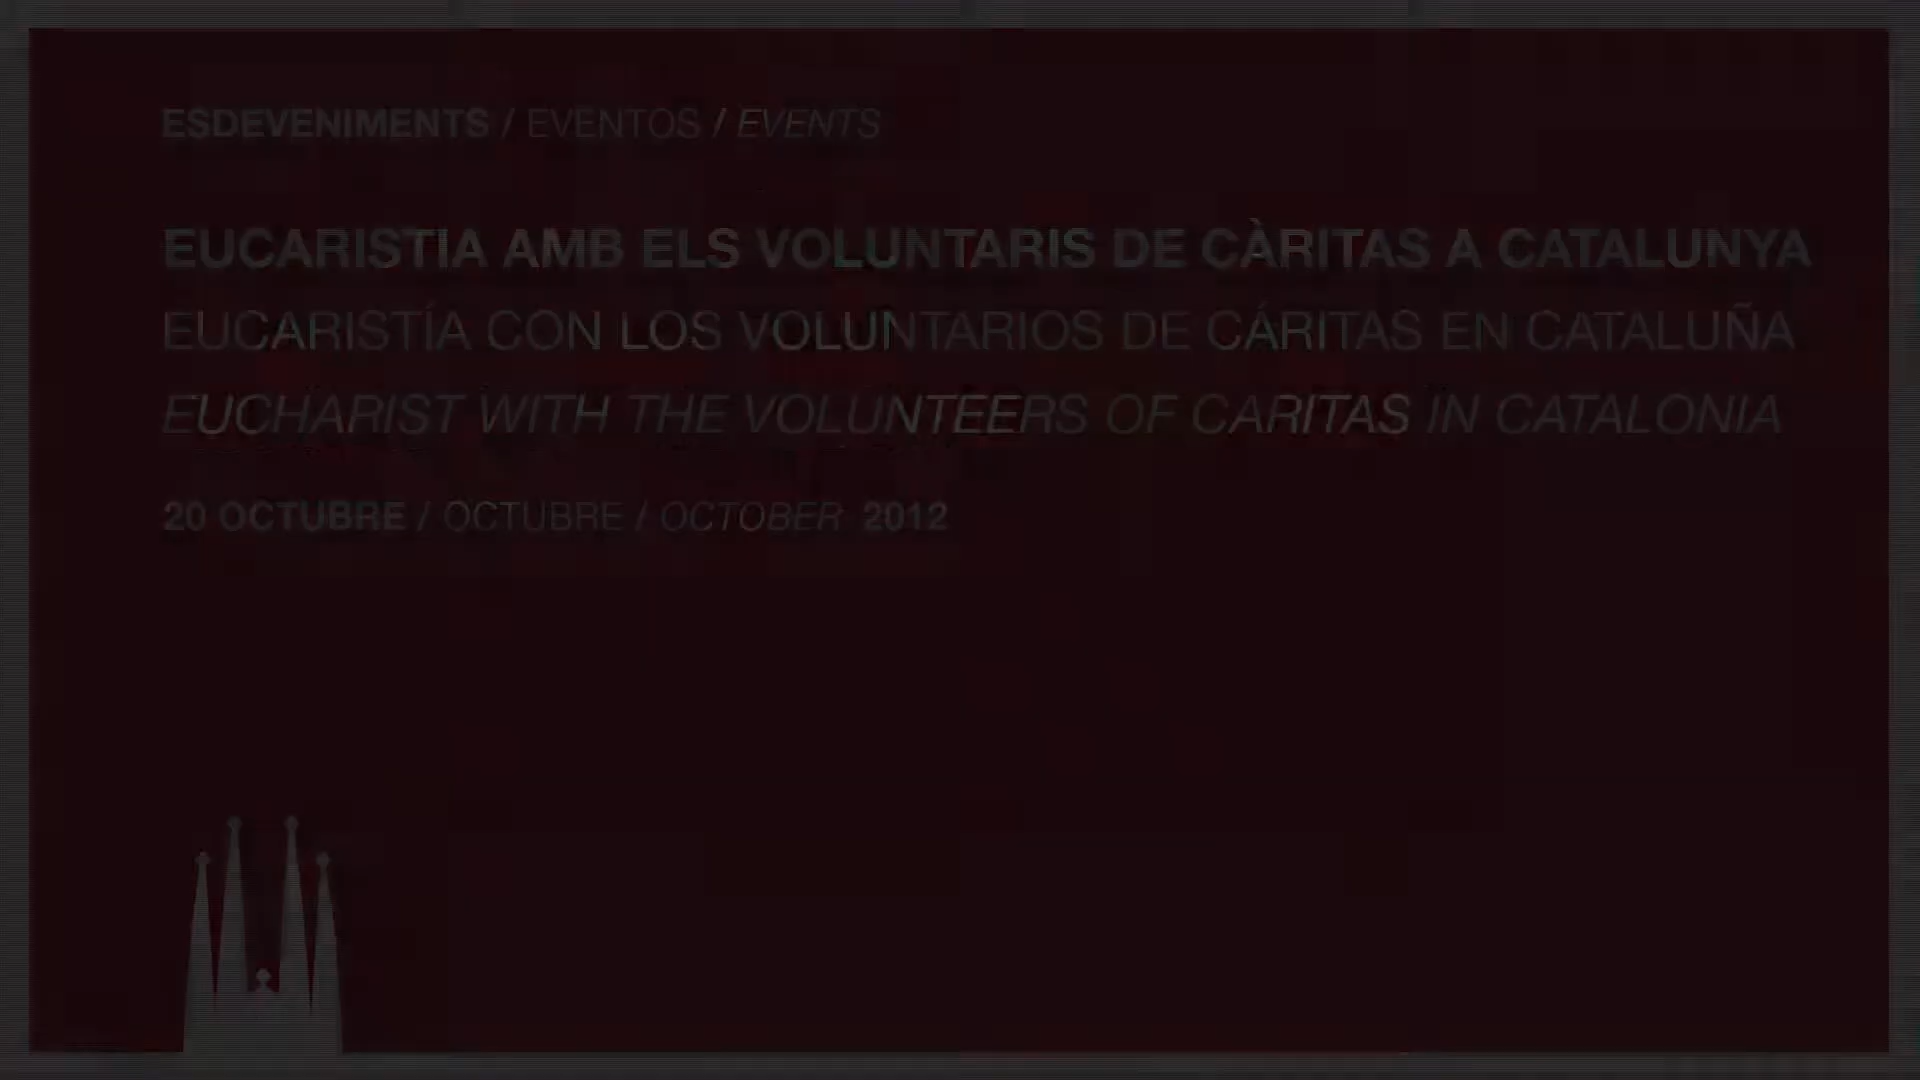 ESDEVENIMENTS / EVENTOS / EVENTS
EUCARISTIA AMB ELS VOLUNTARIS DE CÀRITAS A CATALUNYA
EUCARISTÍA CON LOS VOLUNTARIOS DE CÁRITAS EN CATALUÑA
EUCHARIST WITH THE VOLUNTEERS OF CARITAS IN CATALONIA
20 OCTUBRE / OCTUBRE / OCTOBER 2012